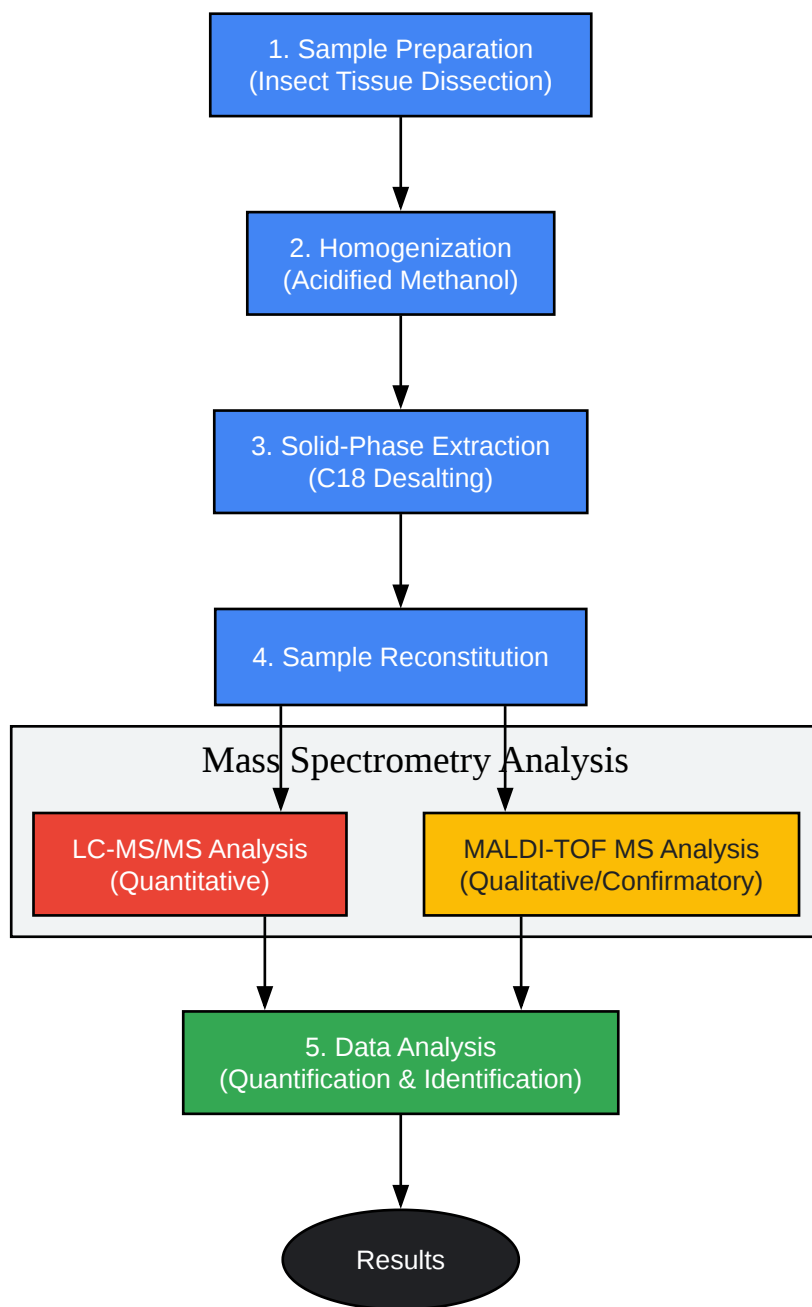 1. Sample Preparation
(Insect Tissue Dissection)
2. Homogenization
(Acidified Methanol)
3. Solid-Phase Extraction
(C18 Desalting)
4. Sample Reconstitution
Mass Spectrometry Analysis
LC-MS/MS Analysis
(Quantitative)
MALDI-TOF MS Analysis
(Qualitative/Confirmatory)
5. Data Analysis
(Quantification & Identification)
Results